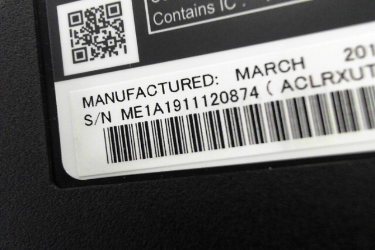 Contains IC :
MANUFACTURED: MARCH 201
S/N ME1A1911120874 ( ACLRXUT